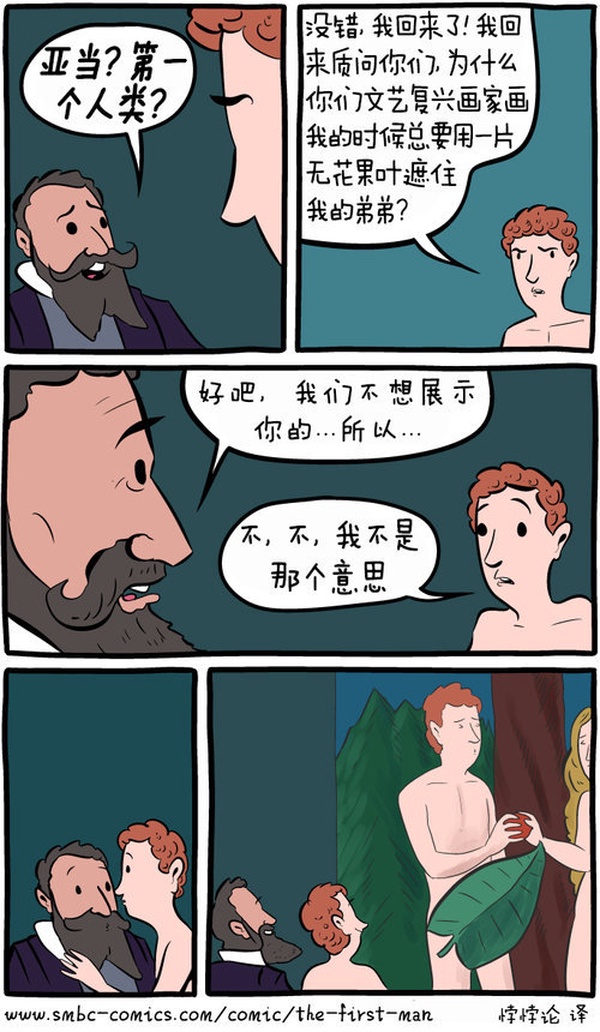 亚当？第一
个人类？
没错，我回来了！我回
来质问你们，为什么
你们文艺复兴画家画
我的时候总要用一片
无花果叶遮住
我的弟弟？
好吧，我们不想展示
你的…所以…
不，不，我不是
那个意思
www.smbc-comics.com/comic/the-first-man
悖悖论 译